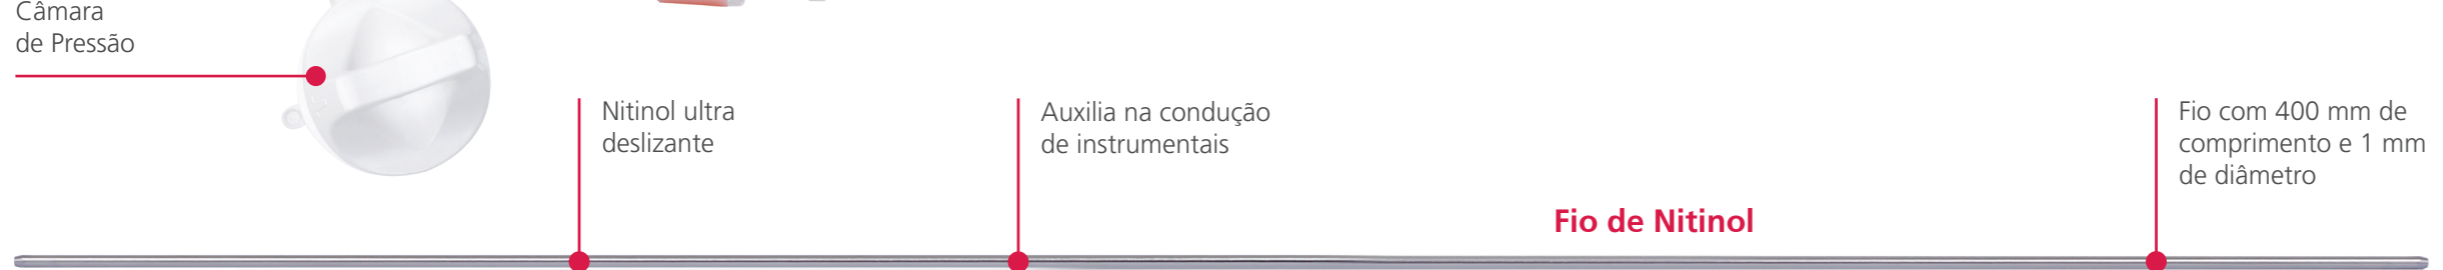 Câmara
de Pressão
Nitinol ultra
deslizante
Auxilia na condução
de instrumentais
Fio com 400 mm de
comprimento e 1 mm
de diâmetro
Fio de Nitinol